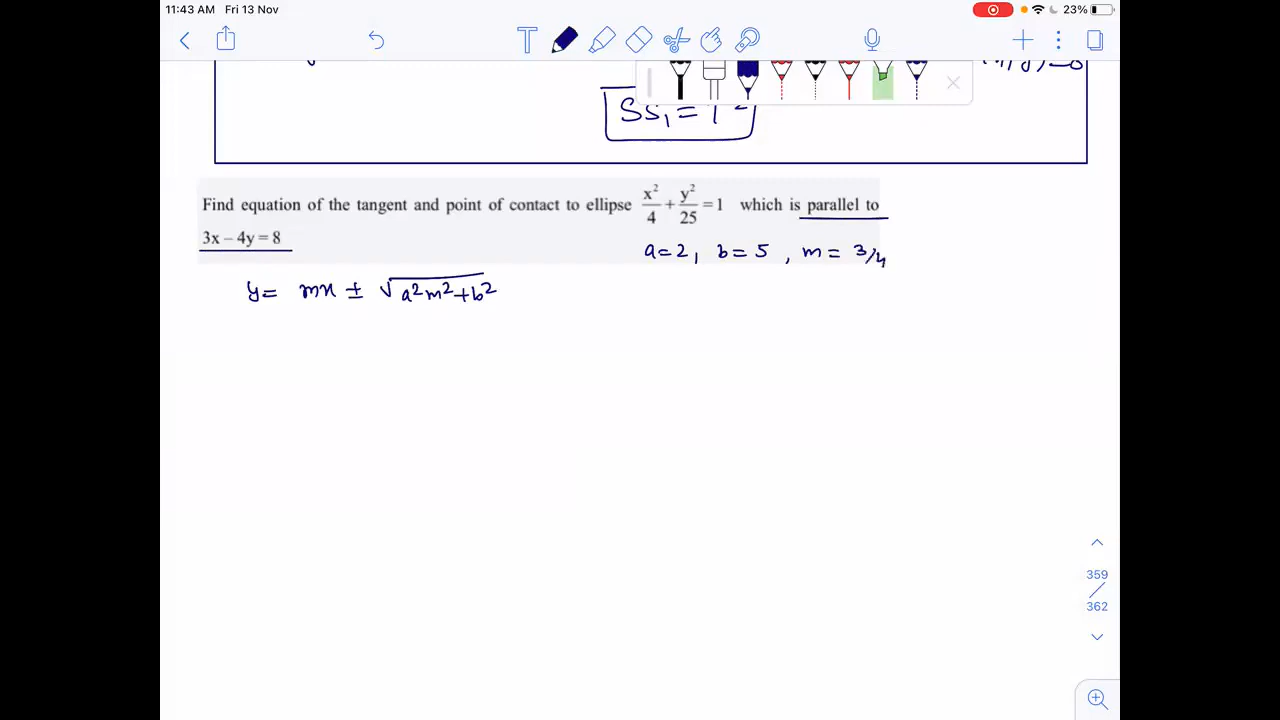 11:43 AM Fri 13 Nov
23%
T
SS₁ = T²
Find equation of the tangent and point of contact to ellipse x²/4 + y²/25 = 1 which is parallel to
3x – 4y = 8
a = 2, b = 5, m = 3/4
y = mx ± √a²m² + b²
359
362